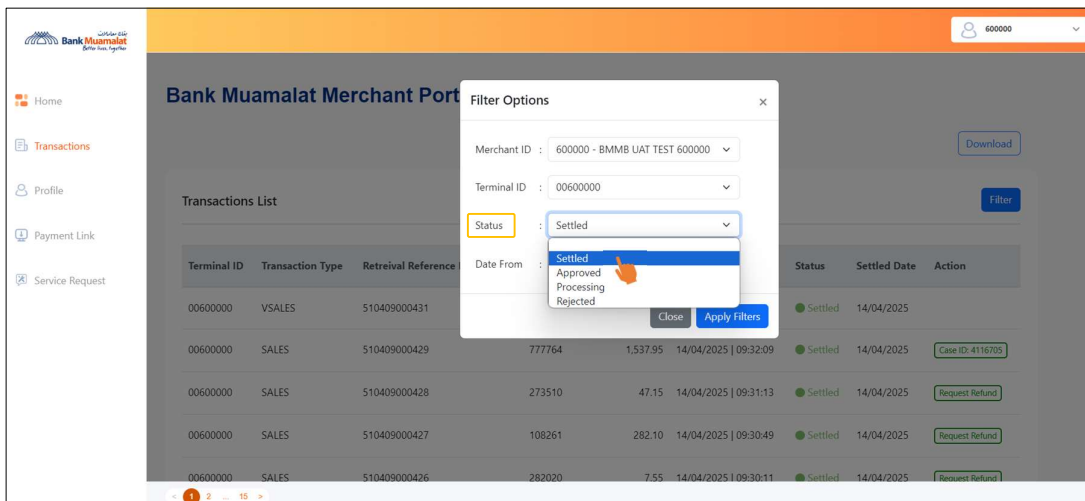 بنك معاملات
Bank Muamalat
Better lives, together
600000
Home
Transactions
Profile
Payment Link
Service Request
Bank Muamalat Merchant Port
Download
Transactions List
Filter
Filter Options
×
Merchant ID : 600000 - BMMB UAT TEST 600000
Terminal ID : 00600000
Status : Settled
Settled
Approved
Processing
Rejected
Date From :
Close Apply Filters
Terminal ID Transaction Type Retreival Reference Status Settled Date Action
00600000 VSALES 510409000431 Settled 14/04/2025
00600000 SALES 510409000429 777764 1,537.95 14/04/2025 | 09:32:09 Settled 14/04/2025 Case ID: 4116705
00600000 SALES 510409000428 273510 47.15 14/04/2025 | 09:31:13 Settled 14/04/2025 Request Refund
00600000 SALES 510409000427 108261 282.10 14/04/2025 | 09:30:49 Settled 14/04/2025 Request Refund
00600000 SALES 510409000426 282020 7.55 14/04/2025 | 09:30:11 Settled 14/04/2025 Request Refund
< 1 2 ... 15 >